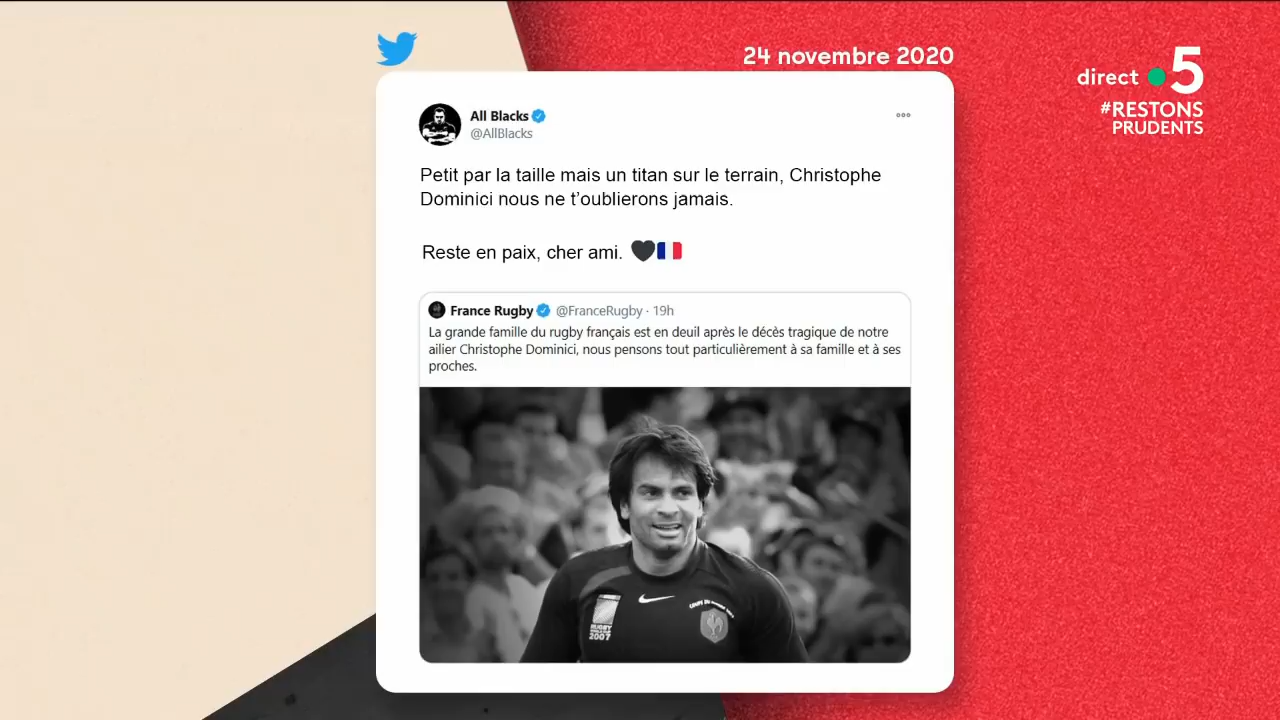 24 novembre 2020
direct 5
#RESTONS
PRUDENTS
All Blacks
@AllBlacks
Petit par la taille mais un titan sur le terrain, Christophe
Dominici nous ne t’oublierons jamais.
Reste en paix, cher ami.
France Rugby @FranceRugby · 19h
La grande famille du rugby français est en deuil après le décès tragique de notre
ailier Christophe Dominici, nous pensons tout particulièrement à sa famille et à ses
proches.
RUGBY
2007